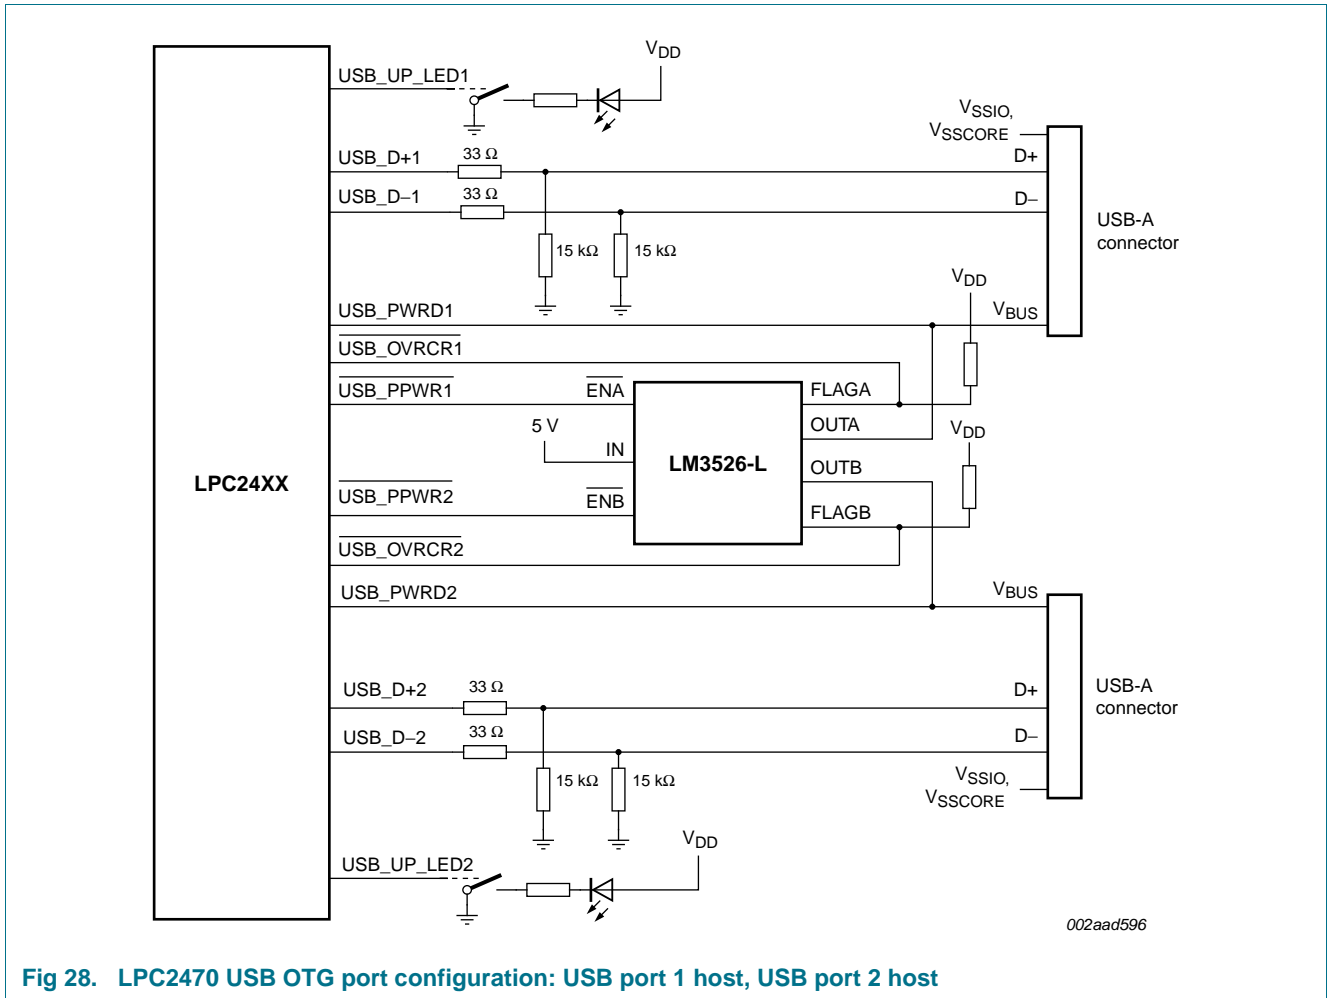 USB_UP_LED1
VDD
VSSIO,
VSSCORE
USB_D+1
33 Ω
D+
USB_D−1
33 Ω
D−
USB-A
connector
15 kΩ
15 kΩ
VDD
USB_PWRD1
VBUS
USB_OVRCR1
USB_PPWR1
ENA
FLAGA
5 V
OUTA
VDD
IN
LM3526-L
LPC24XX
OUTB
USB_PPWR2
ENB
FLAGB
USB_OVRCR2
USB_PWRD2
VBUS
USB_D+2
33 Ω
D+
USB-A
connector
USB_D−2
33 Ω
D−
15 kΩ
15 kΩ
VSSIO,
VSSCORE
VDD
USB_UP_LED2
002aad596
Fig 28. LPC2470 USB OTG port configuration: USB port 1 host, USB port 2 host